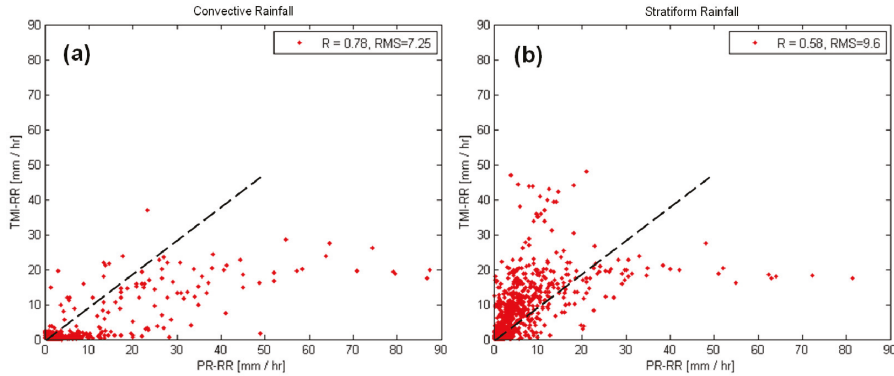 Convective Rainfall
(a)
R = 0.78, RMS=7.25
90
80
70
60
50
40
30
20
10
0
TMI-RR [mm / hr]
0 10 20 30 40 50 60 70 80 90
PR-RR [mm / hr]
Stratiform Rainfall
(b)
R = 0.58, RMS=9.6
90
80
70
60
50
40
30
20
10
0
TMI-RR [mm / hr]
0 10 20 30 40 50 60 70 80 90
PR-RR [mm / hr]